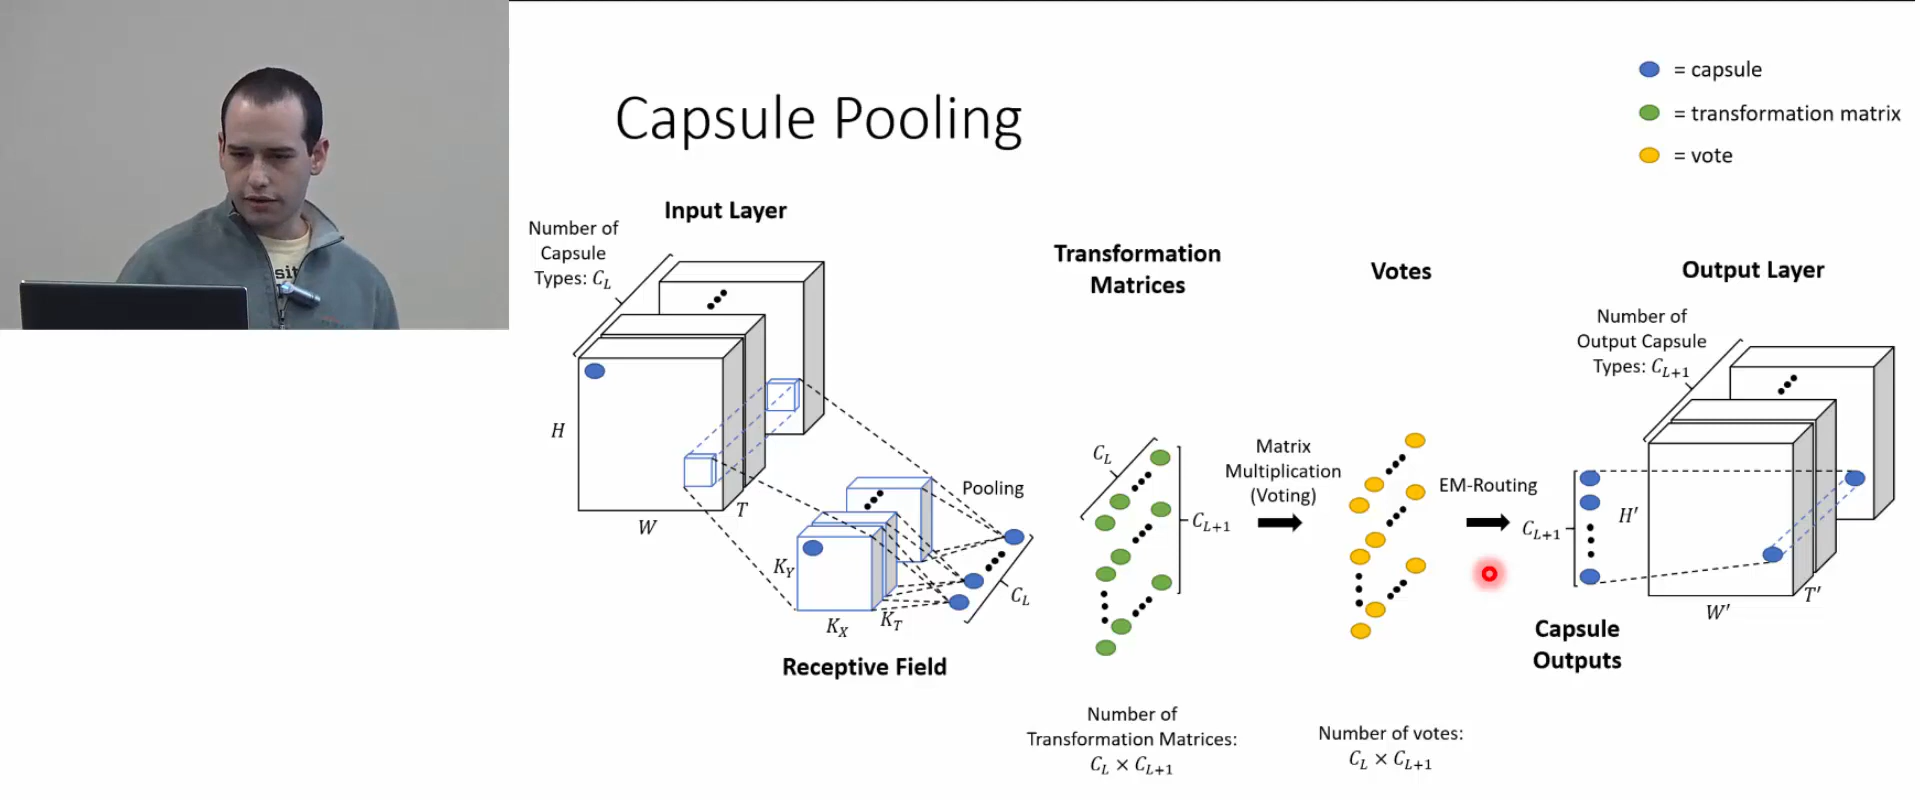 Capsule Pooling
= capsule
= transformation matrix
= vote
Input Layer
Number of
Capsule
Types: C_L
H
W
T
K_Y
K_X
K_T
Receptive Field
Pooling
C_L
Transformation
Matrices
C_L
C_{L+1}
Number of
Transformation Matrices:
C_L × C_{L+1}
Matrix
Multiplication
(Voting)
Votes
Number of votes:
C_L × C_{L+1}
EM-Routing
C_{L+1}
Capsule
Outputs
Output Layer
Number of
Output Capsule
Types: C_{L+1}
H′
W′
T′
sit